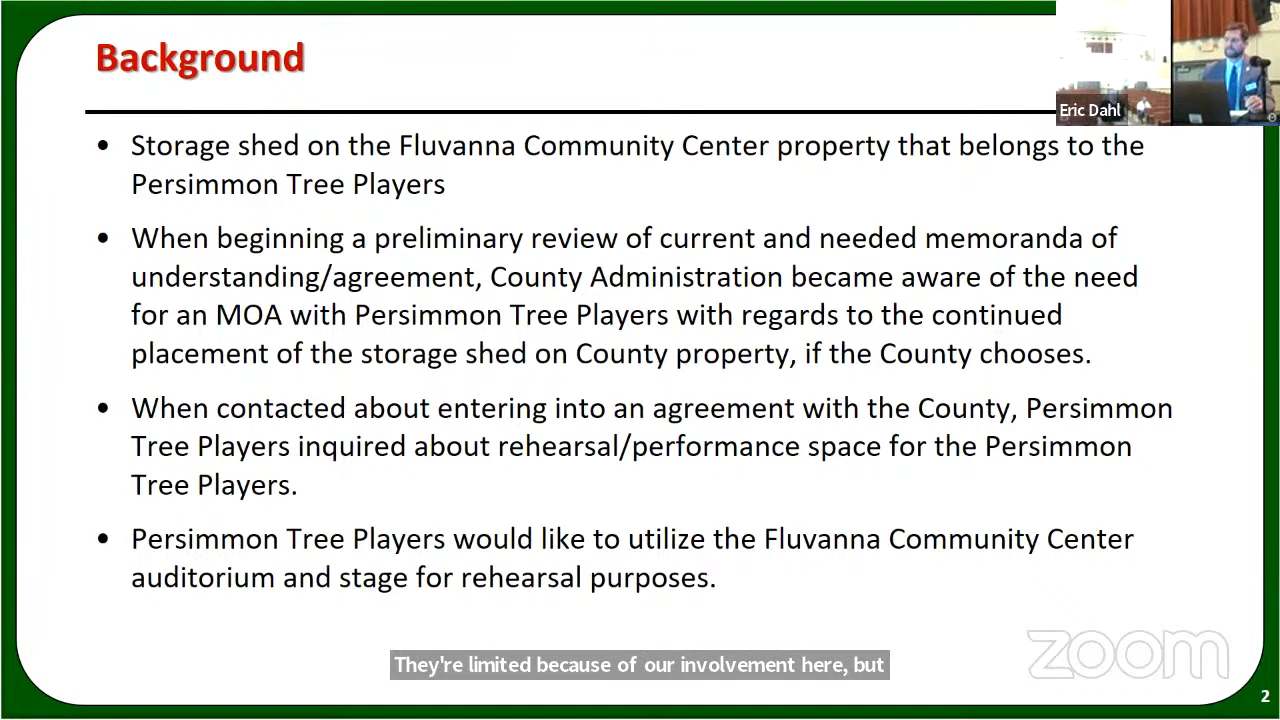 Background
Eric Dahl
• Storage shed on the Fluvanna Community Center property that belongs to the
Persimmon Tree Players
• When beginning a preliminary review of current and needed memoranda of
understanding/agreement, County Administration became aware of the need
for an MOA with Persimmon Tree Players with regards to the continued
placement of the storage shed on County property, if the County chooses.
• When contacted about entering into an agreement with the County, Persimmon
Tree Players inquired about rehearsal/performance space for the Persimmon
Tree Players.
• Persimmon Tree Players would like to utilize the Fluvanna Community Center
auditorium and stage for rehearsal purposes.
zoom
They're limited because of our involvement here, but
2